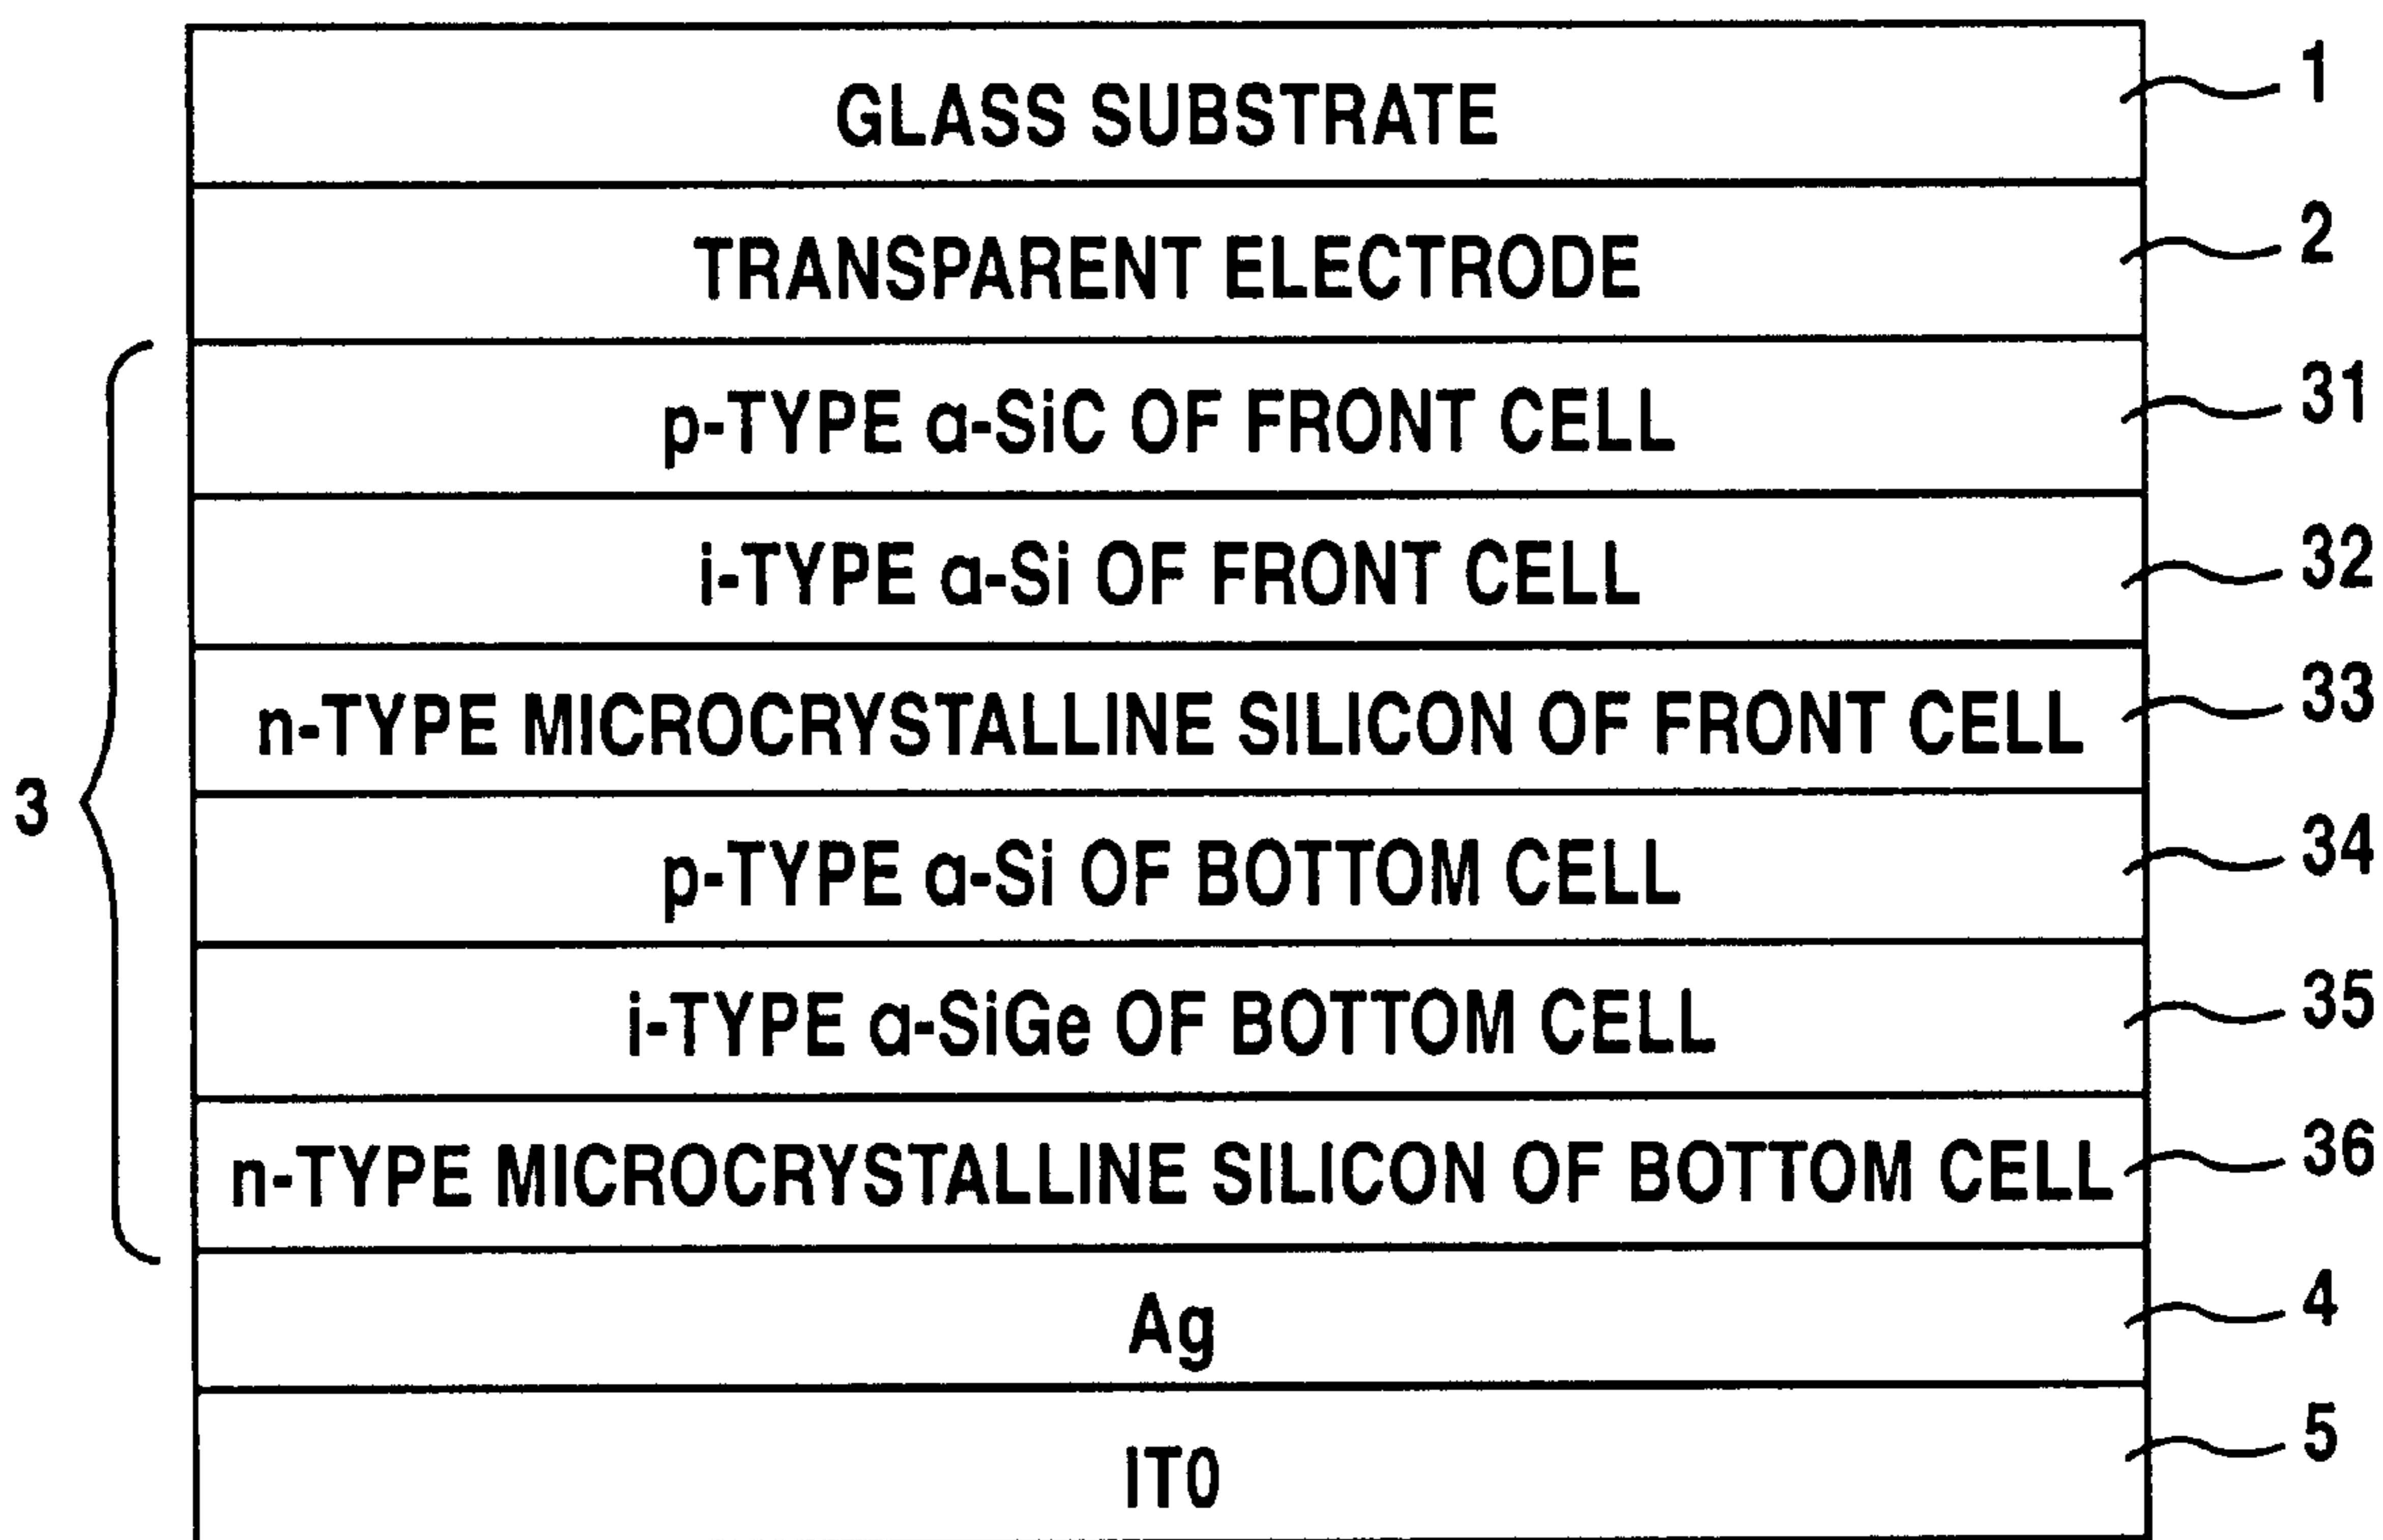 GLASS SUBSTRATE 1
TRANSPARENT ELECTRODE 2
p-TYPE a-SiC OF FRONT CELL 31
i-TYPE a-Si OF FRONT CELL 32
n-TYPE MICROCRYSTALLINE SILICON OF FRONT CELL 33
3
p-TYPE a-Si OF BOTTOM CELL 34
i-TYPE a-SiGe OF BOTTOM CELL 35
n-TYPE MICROCRYSTALLINE SILICON OF BOTTOM CELL 36
Ag 4
IT0 5